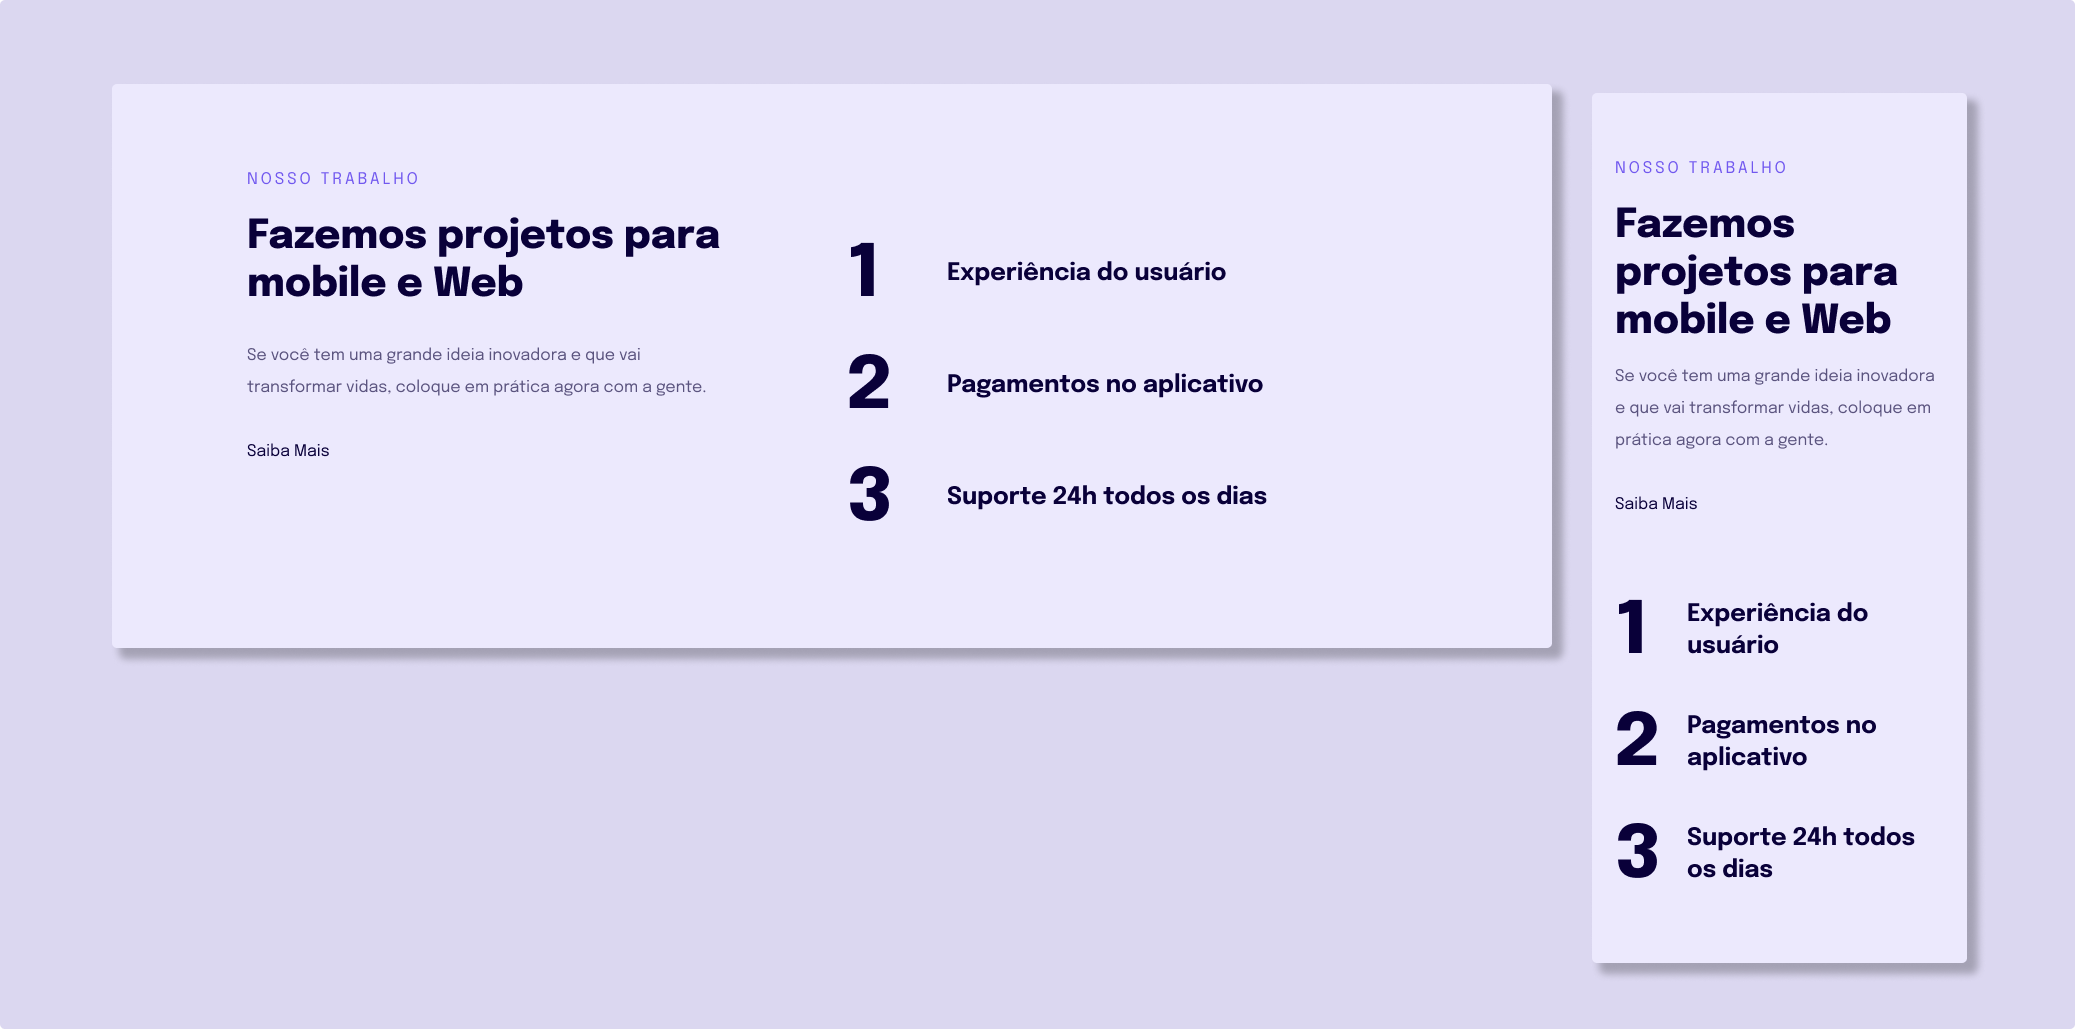 NOSSO TRABALHO
Fazemos projetos para
mobile e Web
Se você tem uma grande ideia inovadora e que vai
transformar vidas, coloque em prática agora com a gente.
Saiba Mais
1 Experiência do usuário
2 Pagamentos no aplicativo
3 Suporte 24h todos os dias
NOSSO TRABALHO
Fazemos
projetos para
mobile e Web
Se você tem uma grande ideia inovadora
e que vai transformar vidas, coloque em
prática agora com a gente.
Saiba Mais
1 Experiência do
usuário
2 Pagamentos no
aplicativo
3 Suporte 24h todos
os dias